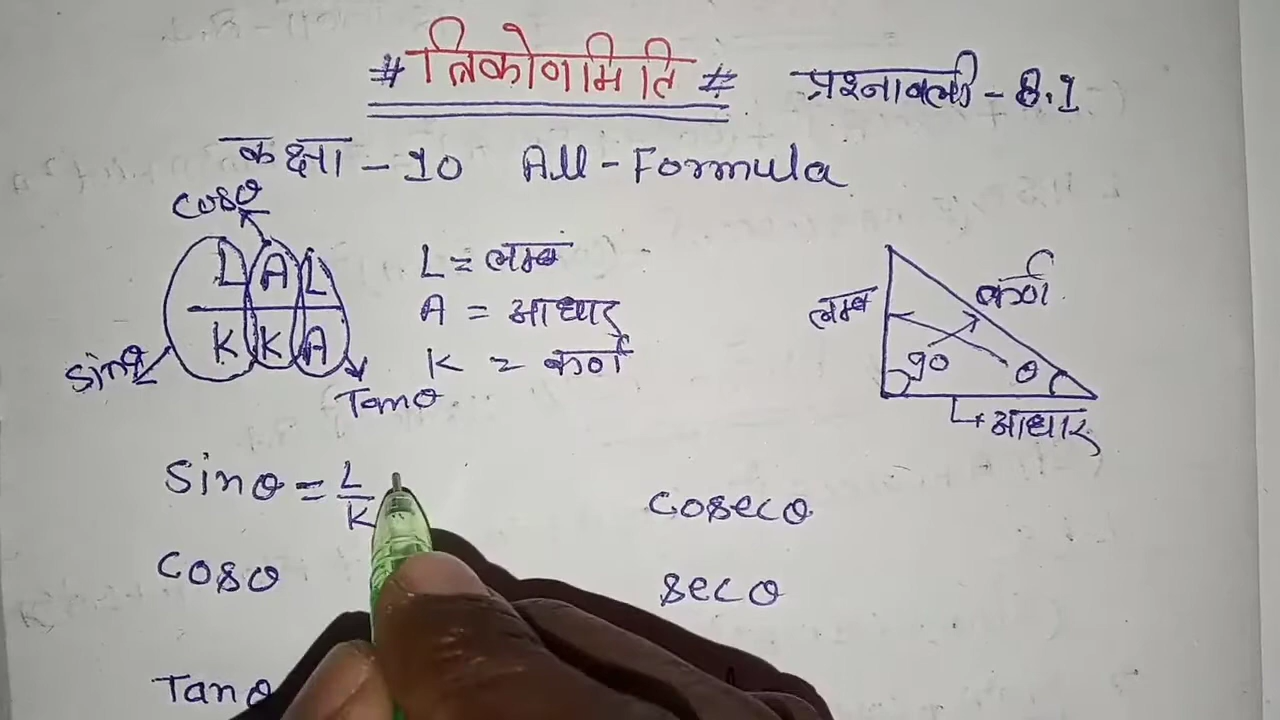 # त्रिकोणमिति # प्रश्नावली - 8.1
कक्षा - 10 All - Formula
cosθ
L A L
K K A
sinθ
Tanθ
L = लम्ब
A = आधार
K = कर्ण
लम्ब
कर्ण
90 θ
आधार
Sinθ = L/K
cosθ
Tanθ
cosecθ
secθ